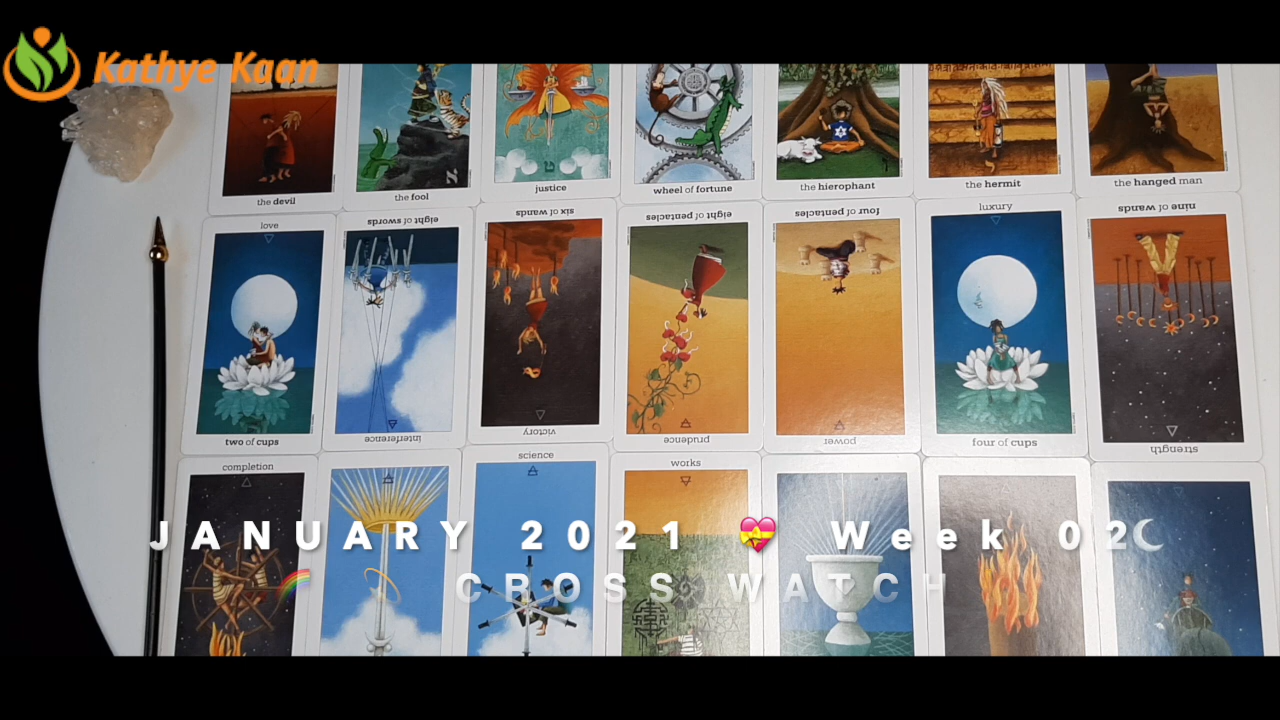 Kathye Kaan
the devil
the fool
justice
wheel of fortune
the hierophant
the hermit
the hanged man
love
eight of swords
six of wands
eight of pentacles
four of pentacles
luxury
nine of wands
two of cups
interference
victory
prudence
power
four of cups
strength
completion
science
works
JANUARY 2021 💝 Week 02
CROSS WATCH